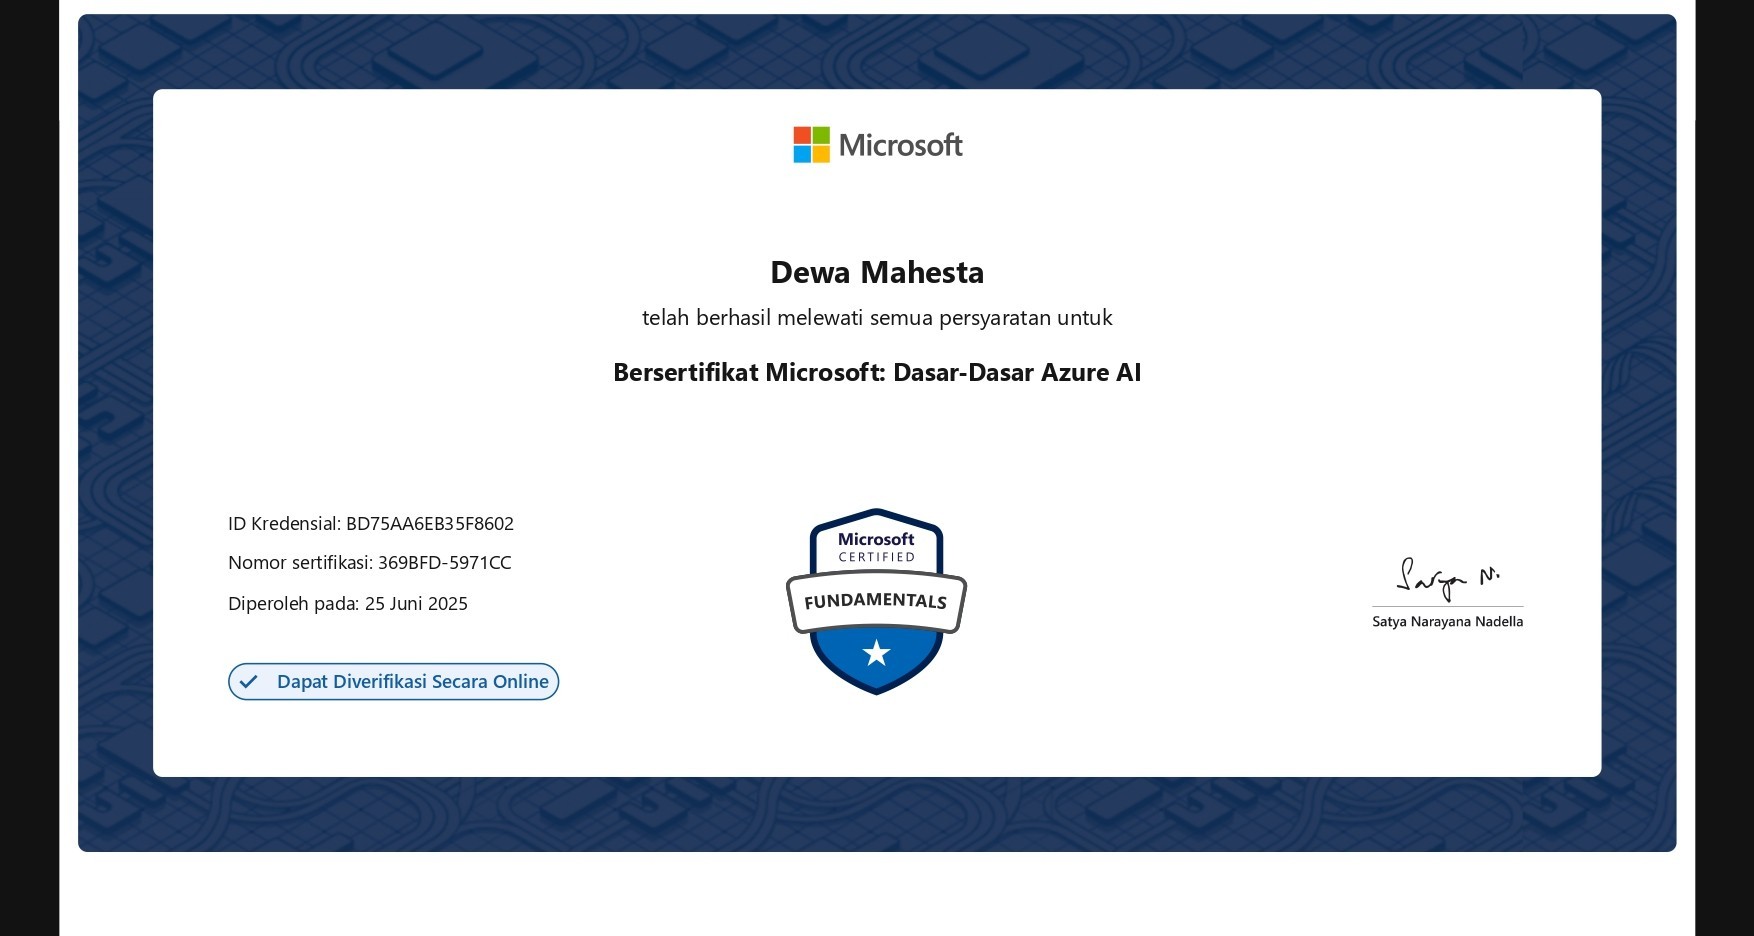 Microsoft
Dewa Mahesta
telah berhasil melewati semua persyaratan untuk
Bersertifikat Microsoft: Dasar-Dasar Azure AI
ID Kredensial: BD75AA6EB35F8602
Nomor sertifikasi: 369BFD-5971CC
Diperoleh pada: 25 Juni 2025
Dapat Diverifikasi Secara Online
Microsoft
CERTIFIED
FUNDAMENTALS
Satya N.
Satya Narayana Nadella